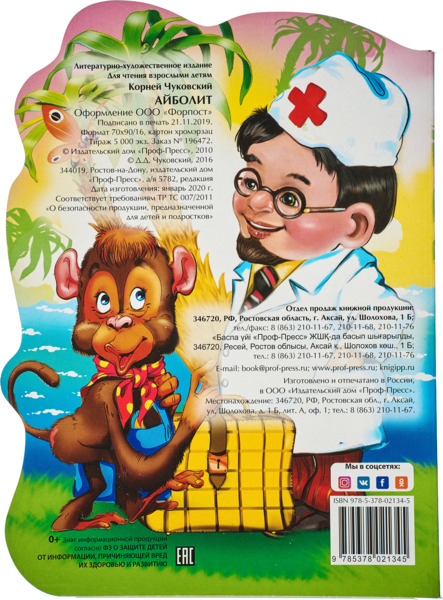 Литературно-художественное издание
Для чтения взрослыми детям
Корней Чуковский
АЙБОЛИТ
Оформление ООО «Форпост»
Подписано в печать 21.11.2019.
Формат 70х90/16, картон хромэрзац
Тираж 5 000 экз. Заказ № 196472.
© Издательский дом «Проф-Пресс», 2010
© Д.Д. Чуковский, 2016
344019, Ростов-на-Дону, издательский дом
«Проф-Пресс», а/я 5782, редакция
Дата изготовления: январь 2020 г.
Соответствует требованиям ТР ТС 007/2011
«О безопасности продукции, предназначенной
для детей и подростков»
Отдел продаж книжной продукции:
346720, РФ, Ростовская область, г. Аксай, ул. Шолохова, 1 Б;
тел./факс: 8 (863) 210-11-67, 210-11-68, 210-11-76
«Баспа уйі «Проф-Пресс» ЖШҚ-да басып шығарылды,
346720, Ресей, Ростов облысы, Аксай қ., Шолохов көш., 1 Б;
тел.: 8 (863) 210-11-67, 210-11-68, 210-11-76
E-mail: book@prof-press.ru; knigipp.ru, www.prof-press.ru; knigipp.ru
Изготовлено и отпечатано в России,
в ООО «Издательский дом «Проф-Пресс».
Местонахождение: 346720, РФ, Ростовская обл., г. Аксай,
ул. Шолохова, д. 1 Б, лит. А, оф. 1; тел.: 8 (863) 210-11-67.
Мы в соцсетях:
ISBN 978-5-378-02134-5
9 785378 021345
0+ Знак информационной продукции
согласно ФЗ О ЗАЩИТЕ ДЕТЕЙ
ОТ ИНФОРМАЦИИ, ПРИЧИНЯЮЩЕЙ ВРЕД
ИХ ЗДОРОВЬЮ И РАЗВИТИЮ
ЕАС